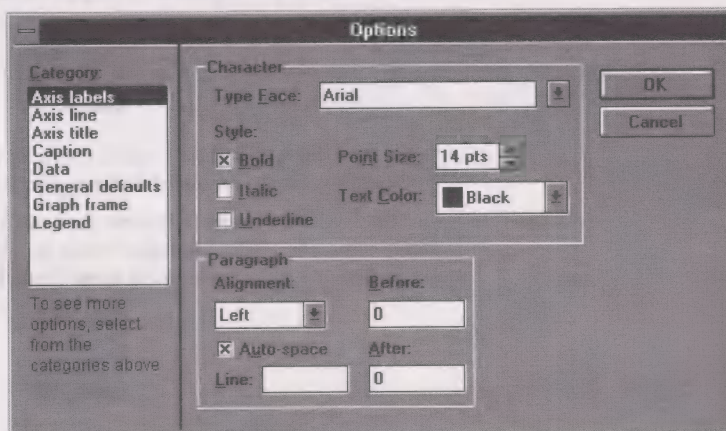 Options
Category:
Axis labels
Axis line
Axis title
Caption
Data
General defaults
Graph frame
Legend
To see more
options, select
from the
categories above
Character
Type Face: Arial
Style:
Bold
Italic
Underline
Point Size: 14 pts
Text Color: Black
Paragraph
Alignment:
Left
Auto-space
Line:
Before:
0
After:
0
OK
Cancel